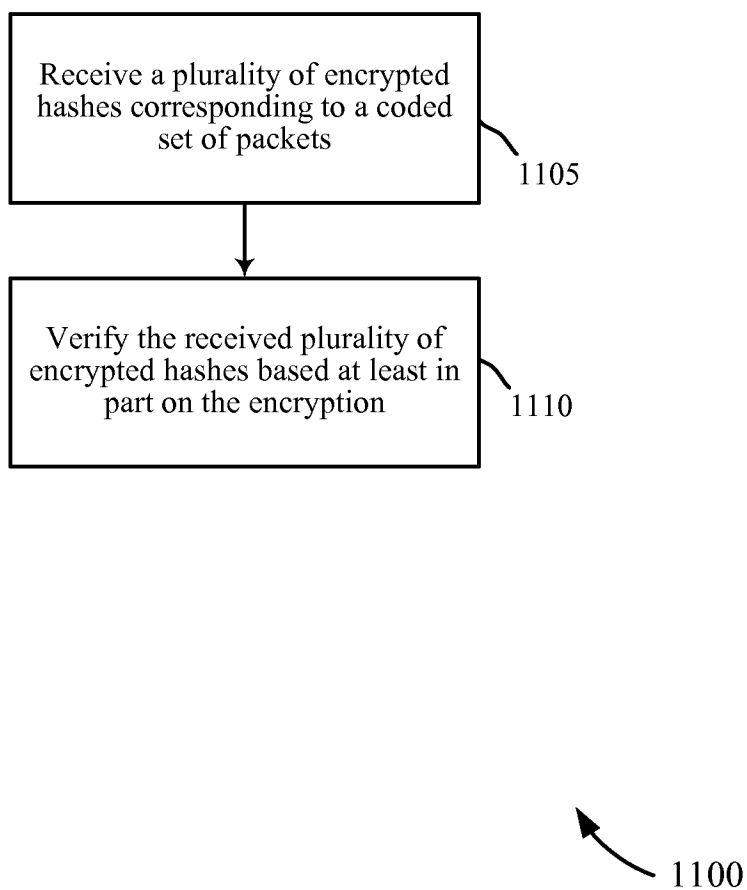 Receive a plurality of encrypted
hashes corresponding to a coded
set of packets
1105
Verify the received plurality of
encrypted hashes based at least in
part on the encryption
1110
1100